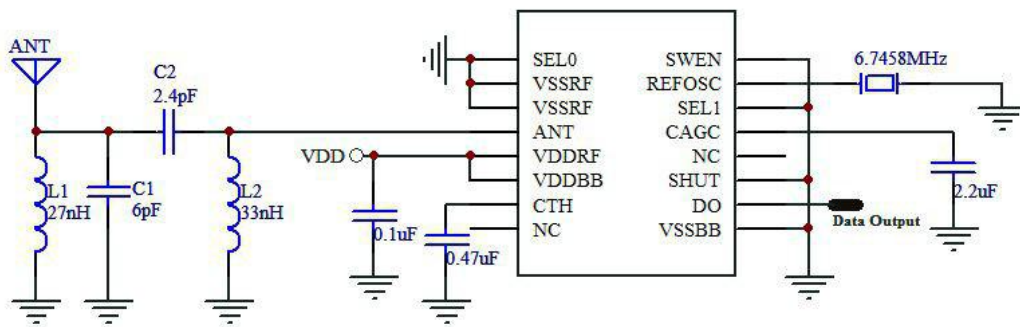 ANT
C2
2.4pF
L1
27nH
C1
6pF
L2
33nH
VDD
0.1uF
0.47uF
SEL0
VSSRF
VSSRF
ANT
VDDRF
VDDBB
CTH
NC
SWEN
REFOSC
SEL1
CAGC
NC
SHUT
DO
VSSBB
6.7458MHz
2.2uF
Data Output